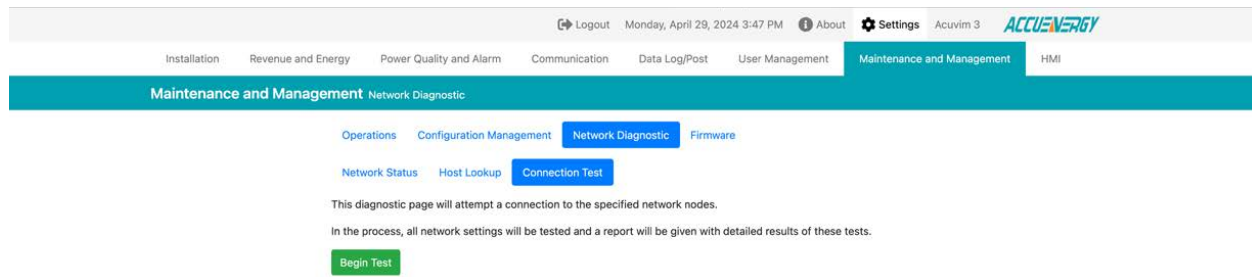 Logout Monday, April 29, 2024 3:47 PM About Settings Acuvim 3 ACCUENERGY
Installation Revenue and Energy Power Quality and Alarm Communication Data Log/Post User Management Maintenance and Management HMI
Maintenance and Management Network Diagnostic
Operations Configuration Management Network Diagnostic Firmware
Network Status Host Lookup Connection Test
This diagnostic page will attempt a connection to the specified network nodes.
In the process, all network settings will be tested and a report will be given with detailed results of these tests.
Begin Test